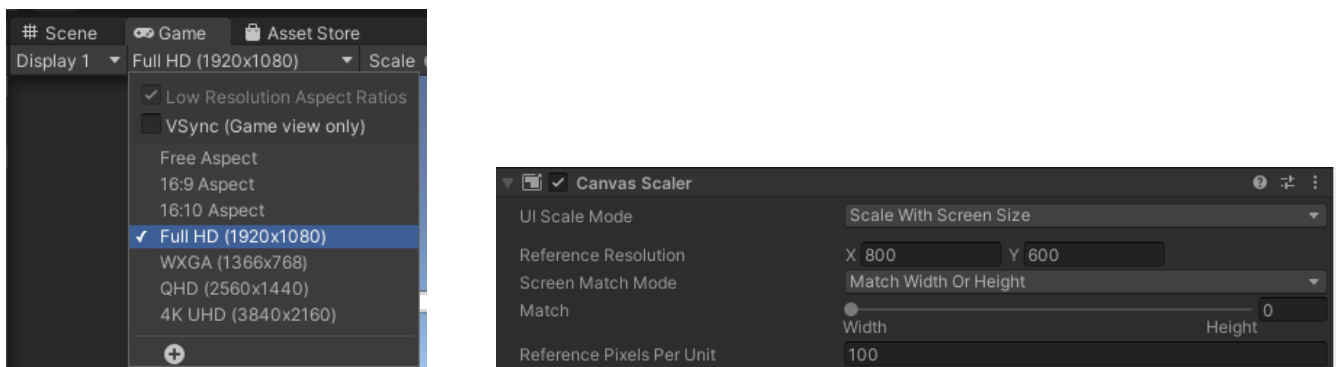 Scene Game Asset Store
Display 1 Full HD (1920x1080) Scale
Low Resolution Aspect Ratios
VSync (Game view only)
Free Aspect
16:9 Aspect
16:10 Aspect
Full HD (1920x1080)
WXGA (1366x768)
QHD (2560x1440)
4K UHD (3840x2160)
Canvas Scaler
UI Scale Mode Scale With Screen Size
Reference Resolution X 800 Y 600
Screen Match Mode Match Width Or Height
Match 0
Width Height
Reference Pixels Per Unit 100